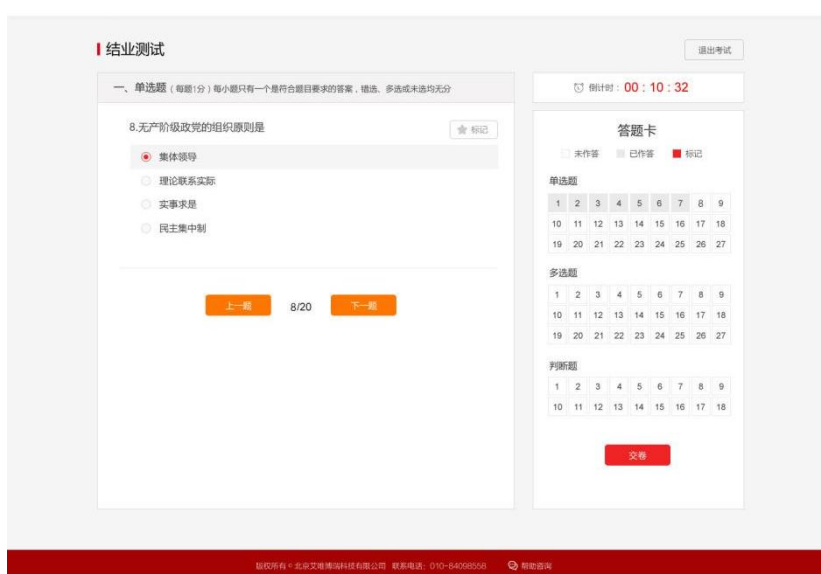 结业测试
退出考试
一、单选题（每题1分）每小题只有一个是符合题目要求的答案，错选、多选或未选均无分
8.无产阶级政党的组织原则是
标记
集体领导
理论联系实际
实事求是
民主集中制
上一题 8/20 下一题
倒计时：00：10：32
答题卡
未作答 已作答 标记
单选题
1 2 3 4 5 6 7 8 9
10 11 12 13 14 15 16 17 18
19 20 21 22 23 24 25 26 27
多选题
1 2 3 4 5 6 7 8 9
10 11 12 13 14 15 16 17 18
19 20 21 22 23 24 25 26 27
判断题
1 2 3 4 5 6 7 8 9
10 11 12 13 14 15 16 17 18
交卷
版权所有©北京艾唯博瑞科技有限公司 联系电话：010-84098558 帮助咨询